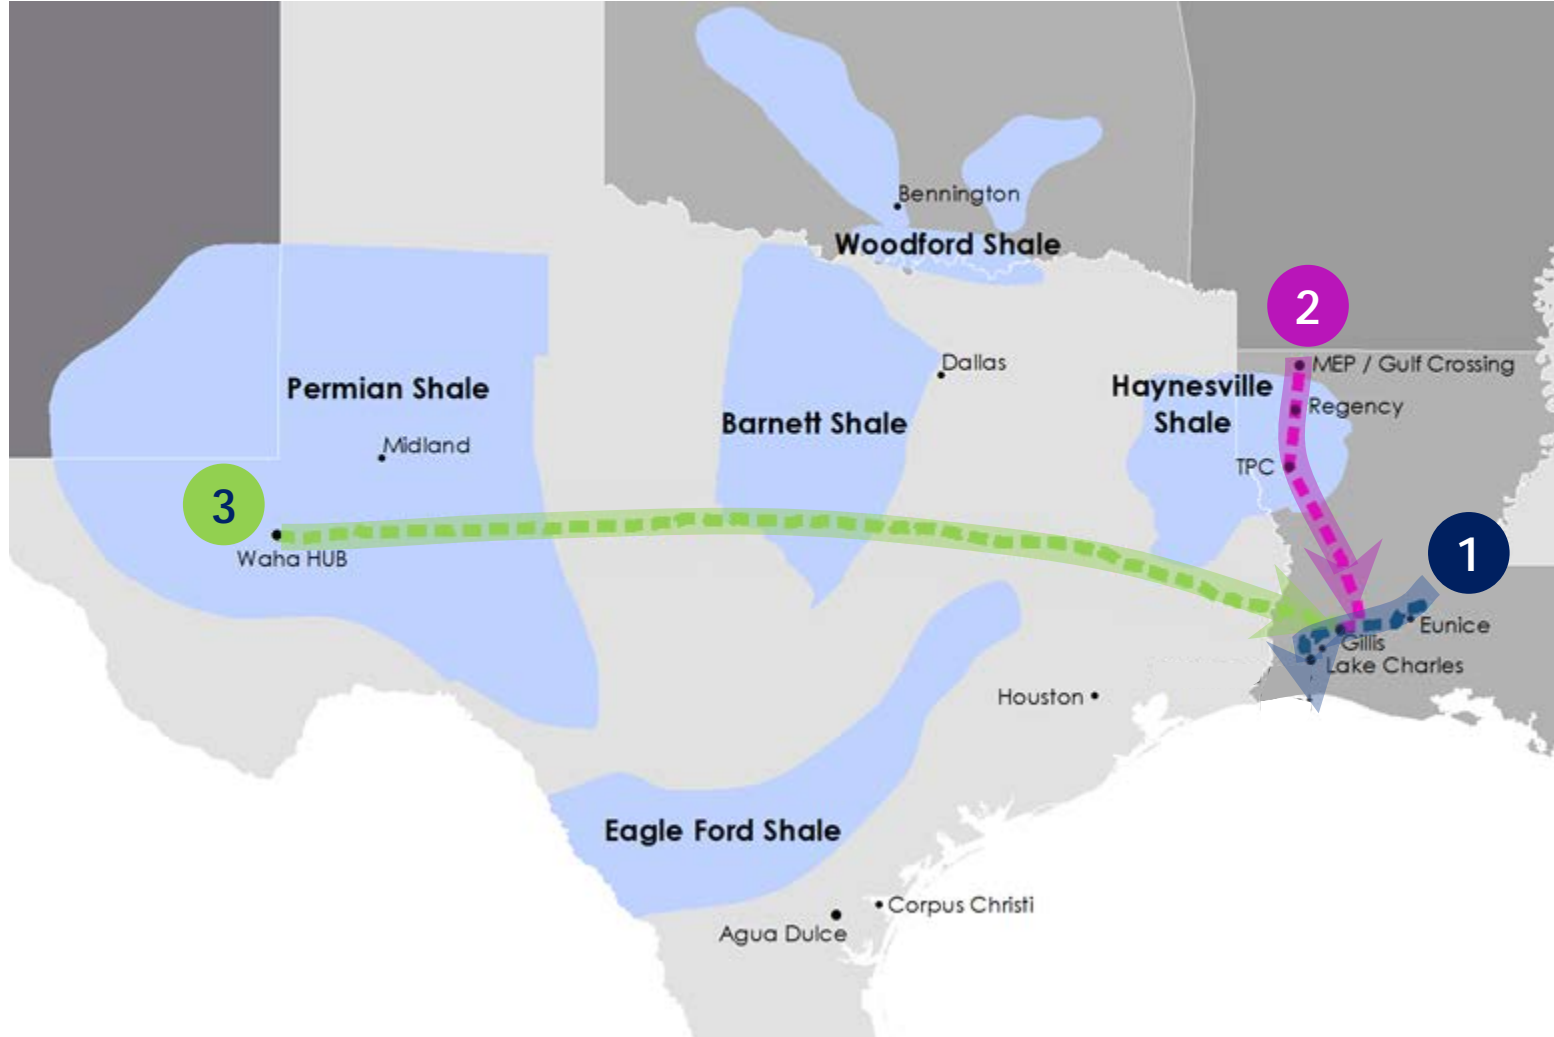 Bennington
Woodford Shale
2
MEP / Gulf Crossing
Dallas
Permian Shale
Haynesville
Shale
Regency
Barnett Shale
Midland
TPC
3
Waha HUB
1
Eunice
Gillis
Lake Charles
Houston
Eagle Ford Shale
Corpus Christi
Agua Dulce